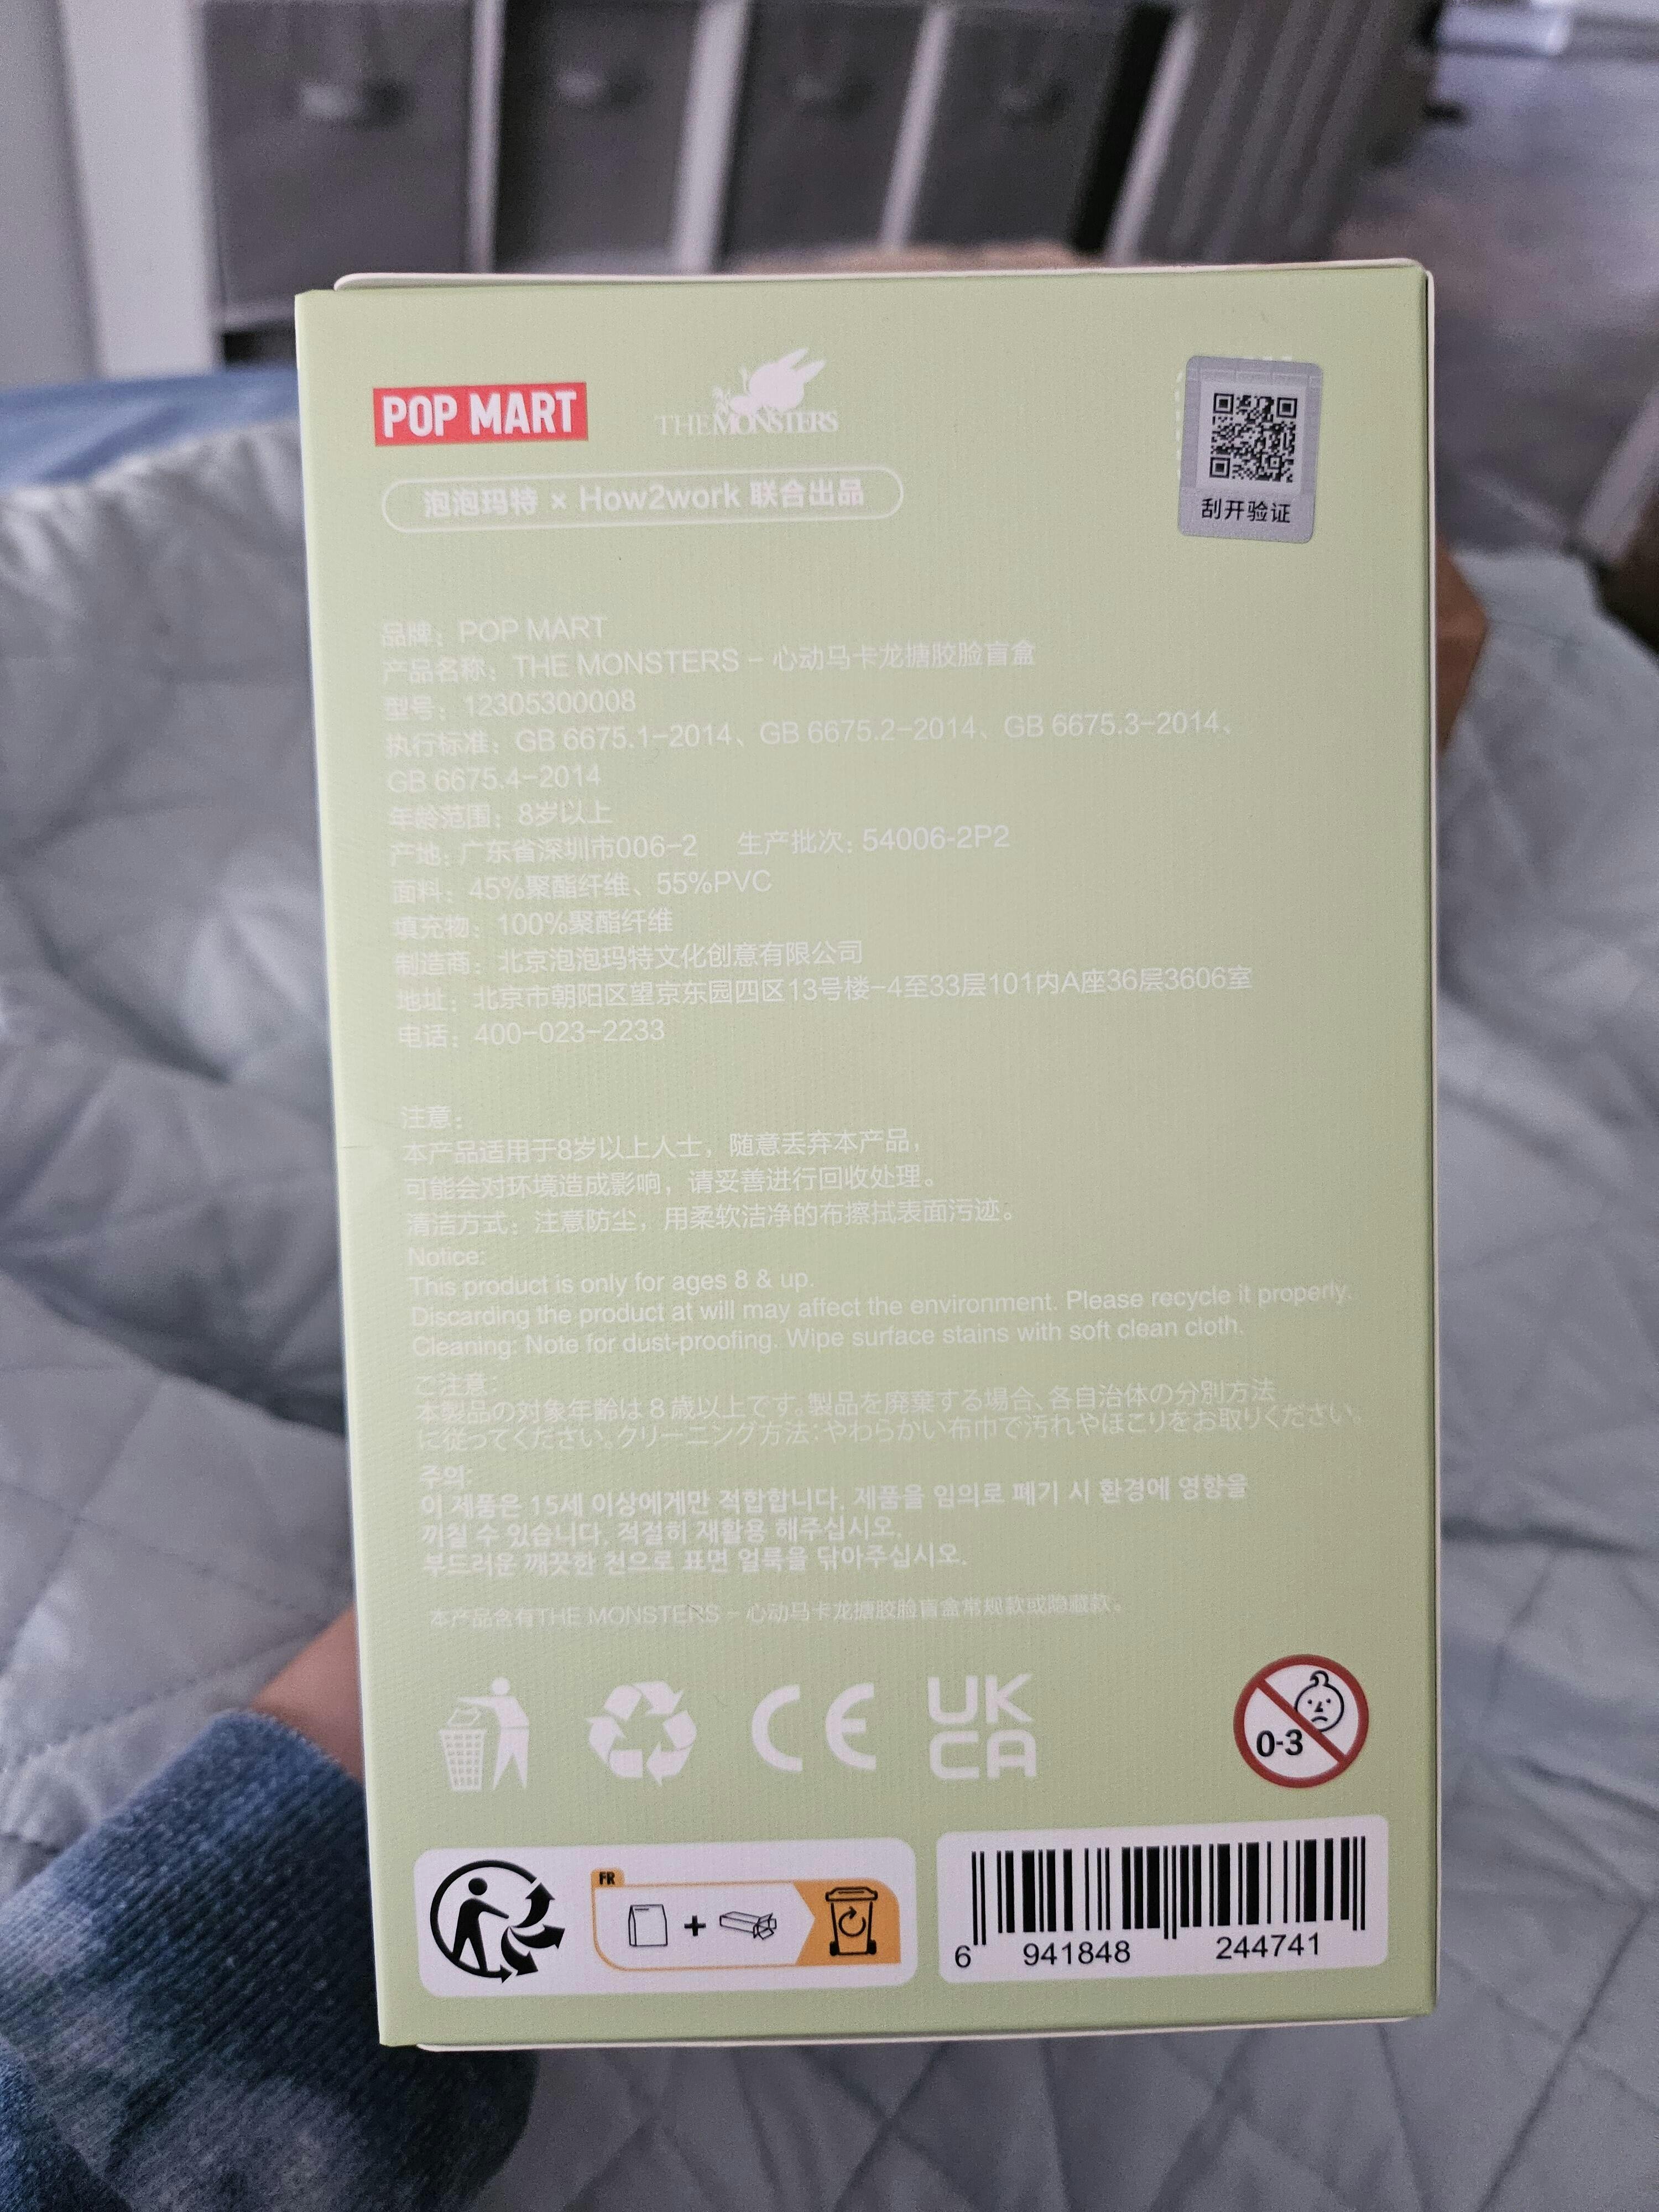 POP MART
THE MONSTERS
泡泡玛特 × How2work 联合出品
刮开验证
品牌：POP MART
产品名称：THE MONSTERS – 心动马卡龙搪胶脸盲盒
型号：12305300008
执行标准：GB 6675.1-2014、GB 6675.2-2014、GB 6675.3-2014、
GB 6675.4-2014
年龄范围：8岁以上
产地：广东省深圳市006-2 生产批次: 54006-2P2
面料：45%聚酯纤维、55%PVC
填充物：100%聚酯纤维
制造商：北京泡泡玛特文化创意有限公司
地址：北京市朝阳区望京东园四区13号楼-4至33层101内A座36层3606室
电话：400-023-2233
注意：
本产品适用于8岁以上人士，随意丢弃本产品，
可能会对环境造成影响，请妥善进行回收处理。
清洁方式：注意防尘，用柔软洁净的布擦拭表面污迹。
Notice:
This product is only for ages 8 & up.
Discarding the product at will may affect the environment. Please recycle it properly.
Cleaning: Note for dust-proofing. Wipe surface stains with soft clean cloth.
ご注意：
本製品の対象年齢は8歳以上です。製品を廃棄する場合、各自治体の分別方法
に従ってください。クリーニング方法：やわらかい布巾で汚れやほこりをお取りください。
주의:
이 제품은 15세 이상에게만 적합합니다. 제품을 임의로 폐기 시 환경에 영향을
끼칠 수 있습니다. 적절히 재활용 해주십시오.
부드러운 깨끗한 천으로 표면 얼룩을 닦아주십시오.
本产品含有THE MONSTERS – 心动马卡龙搪胶脸盲盒常规款或隐藏款。
CE
UK
CA
0-3
FR
6 941848 244741